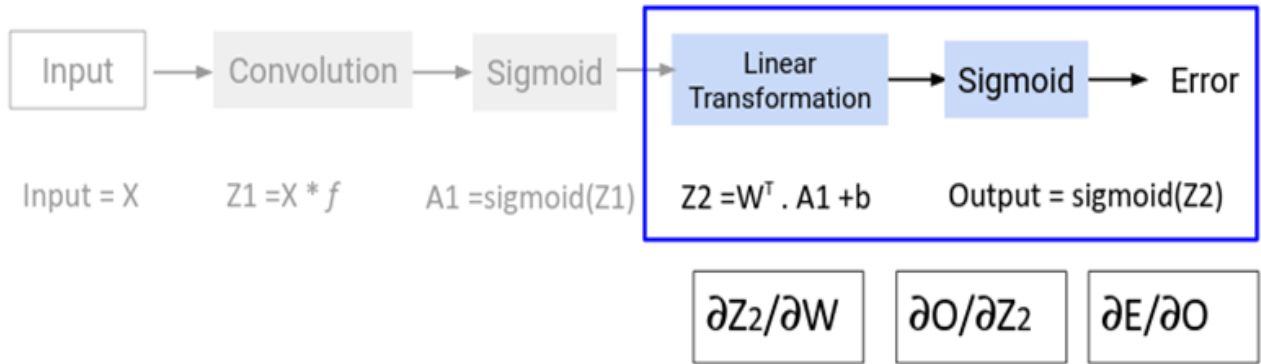 Input
Convolution
Sigmoid
Linear
Transformation
Sigmoid
Error
Input = X
Z1 =X * f
A1 =sigmoid(Z1)
Z2 =Wᵀ . A1 +b
Output = sigmoid(Z2)
∂Z2/∂W
∂O/∂Z2
∂E/∂O